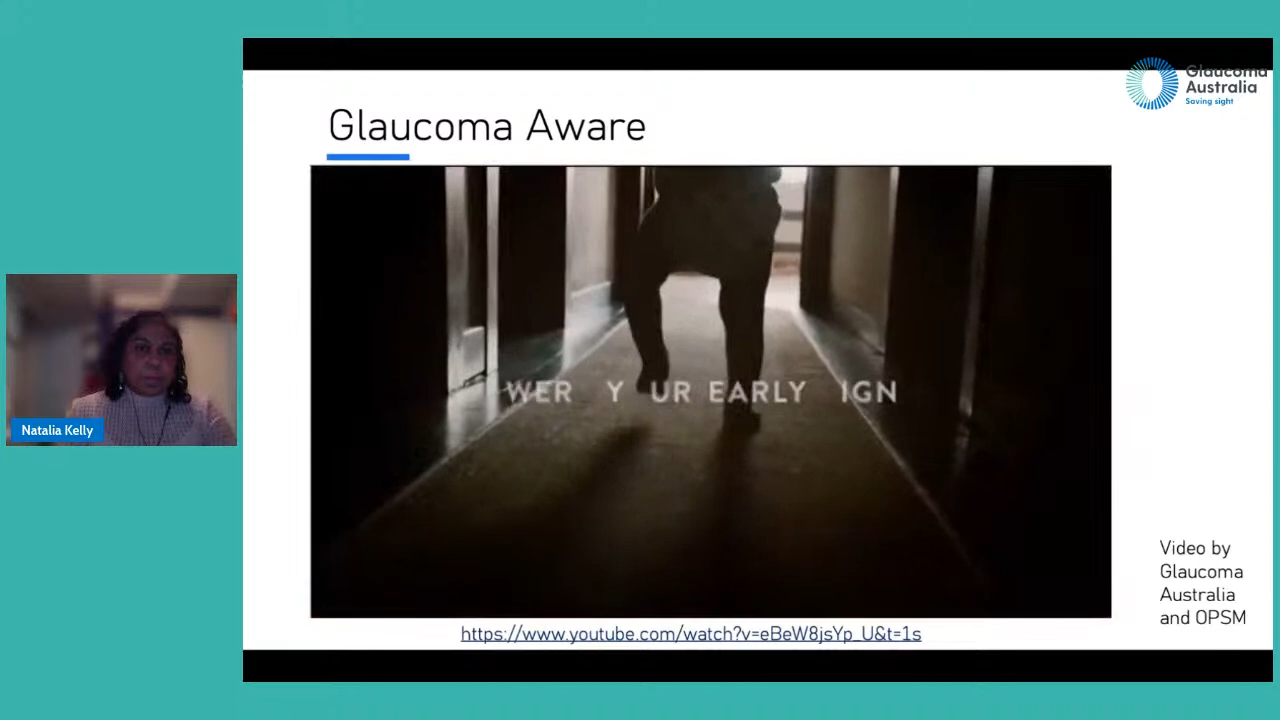 Glaucoma
Australia
Saving sight
Glaucoma Aware
WER Y UR EARLY IGN
Natalia Kelly
Video by
Glaucoma
Australia
and OPSM
https://www.youtube.com/watch?v=eBeW8jsYp_U&t=1s